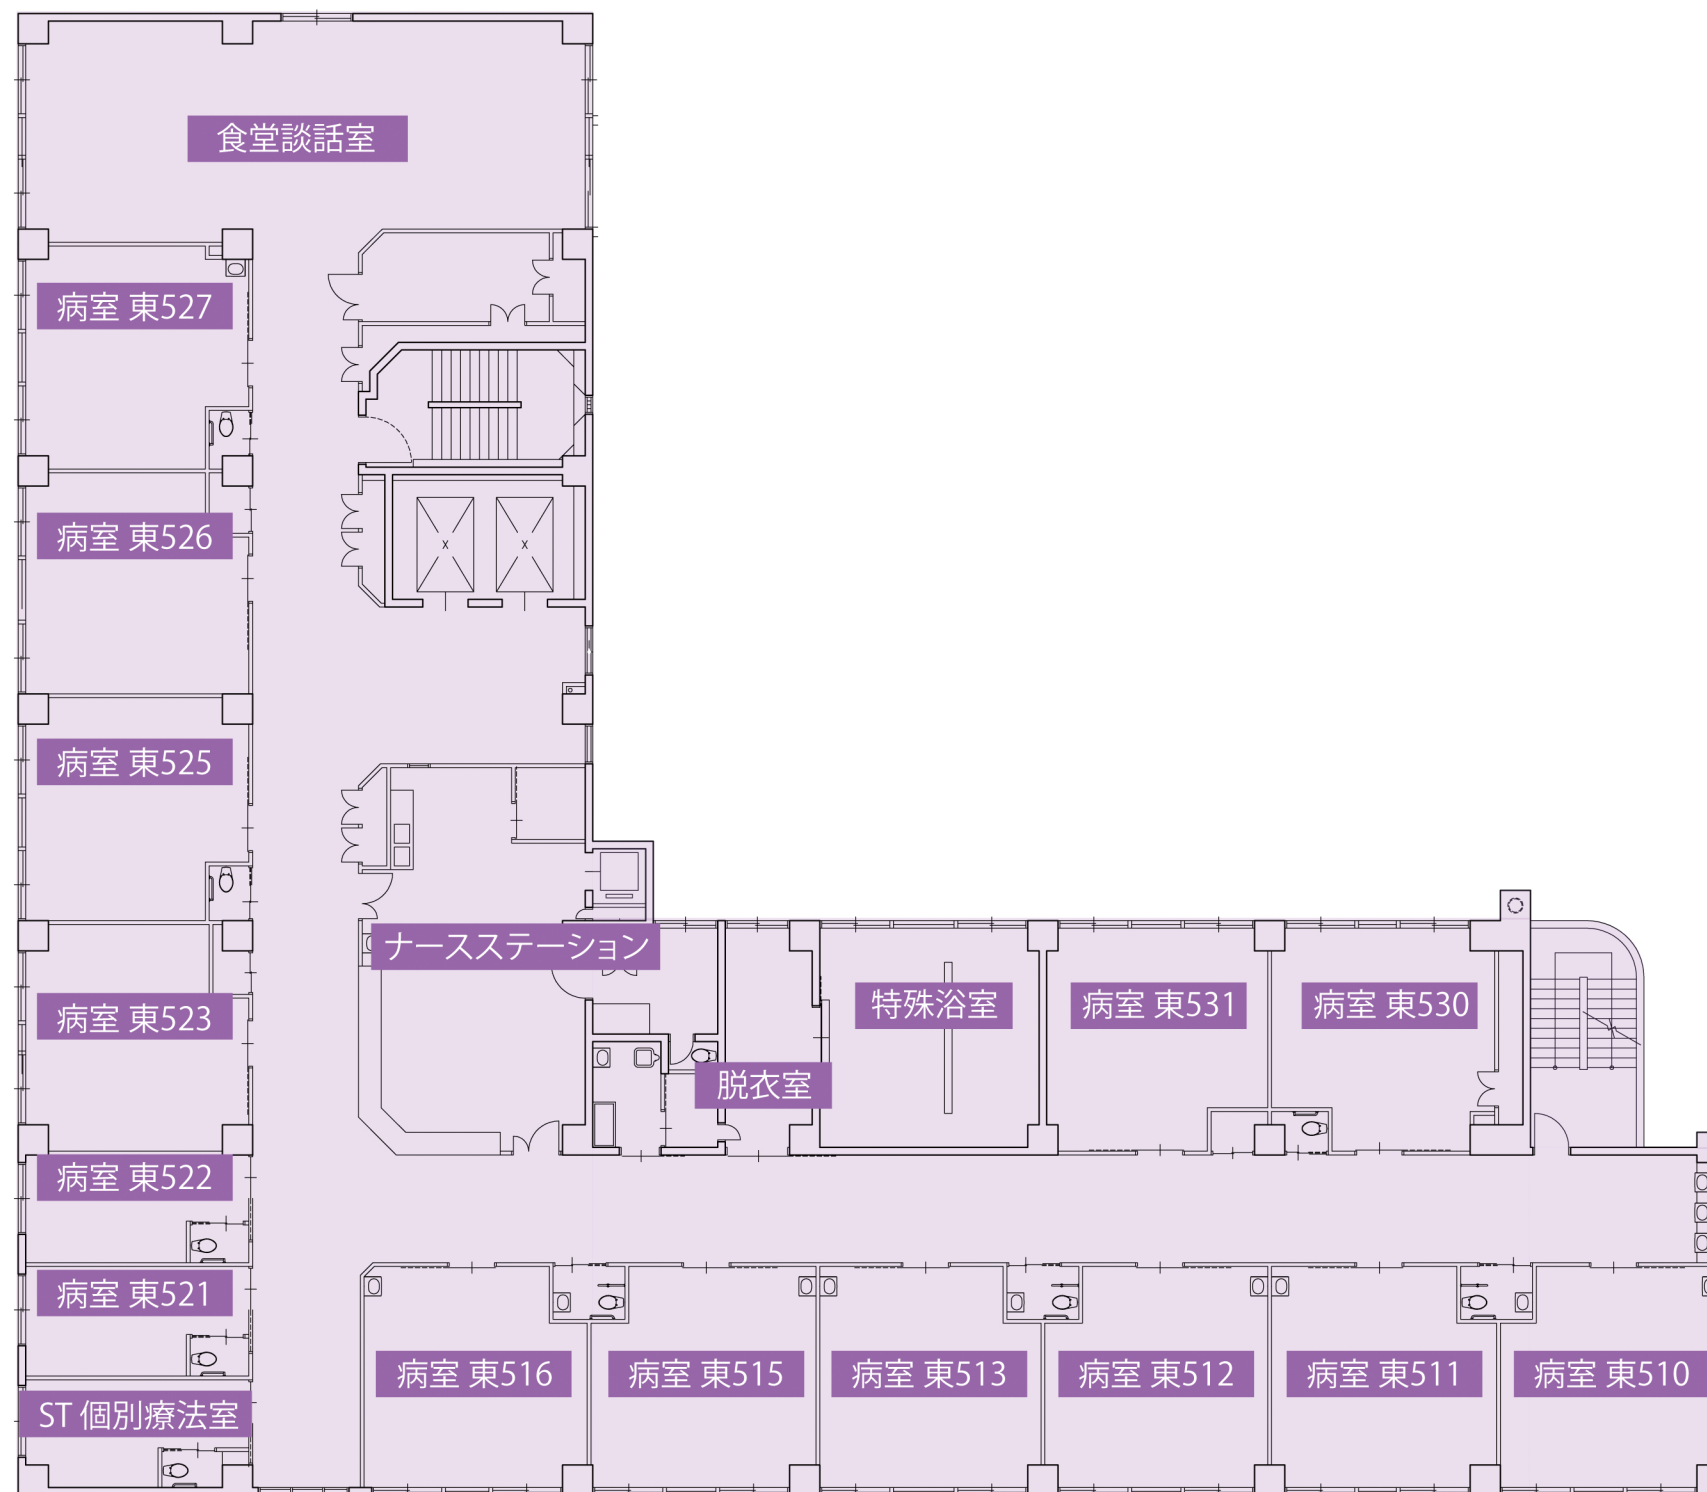 食堂談話室
病室 東527
病室 東526
病室 東525
ナースステーション
病室 東523
特殊浴室
病室 東531
病室 東530
脱衣室
病室 東522
病室 東521
病室 東516
病室 東515
病室 東513
病室 東512
病室 東511
病室 東510
ST 個別療法室